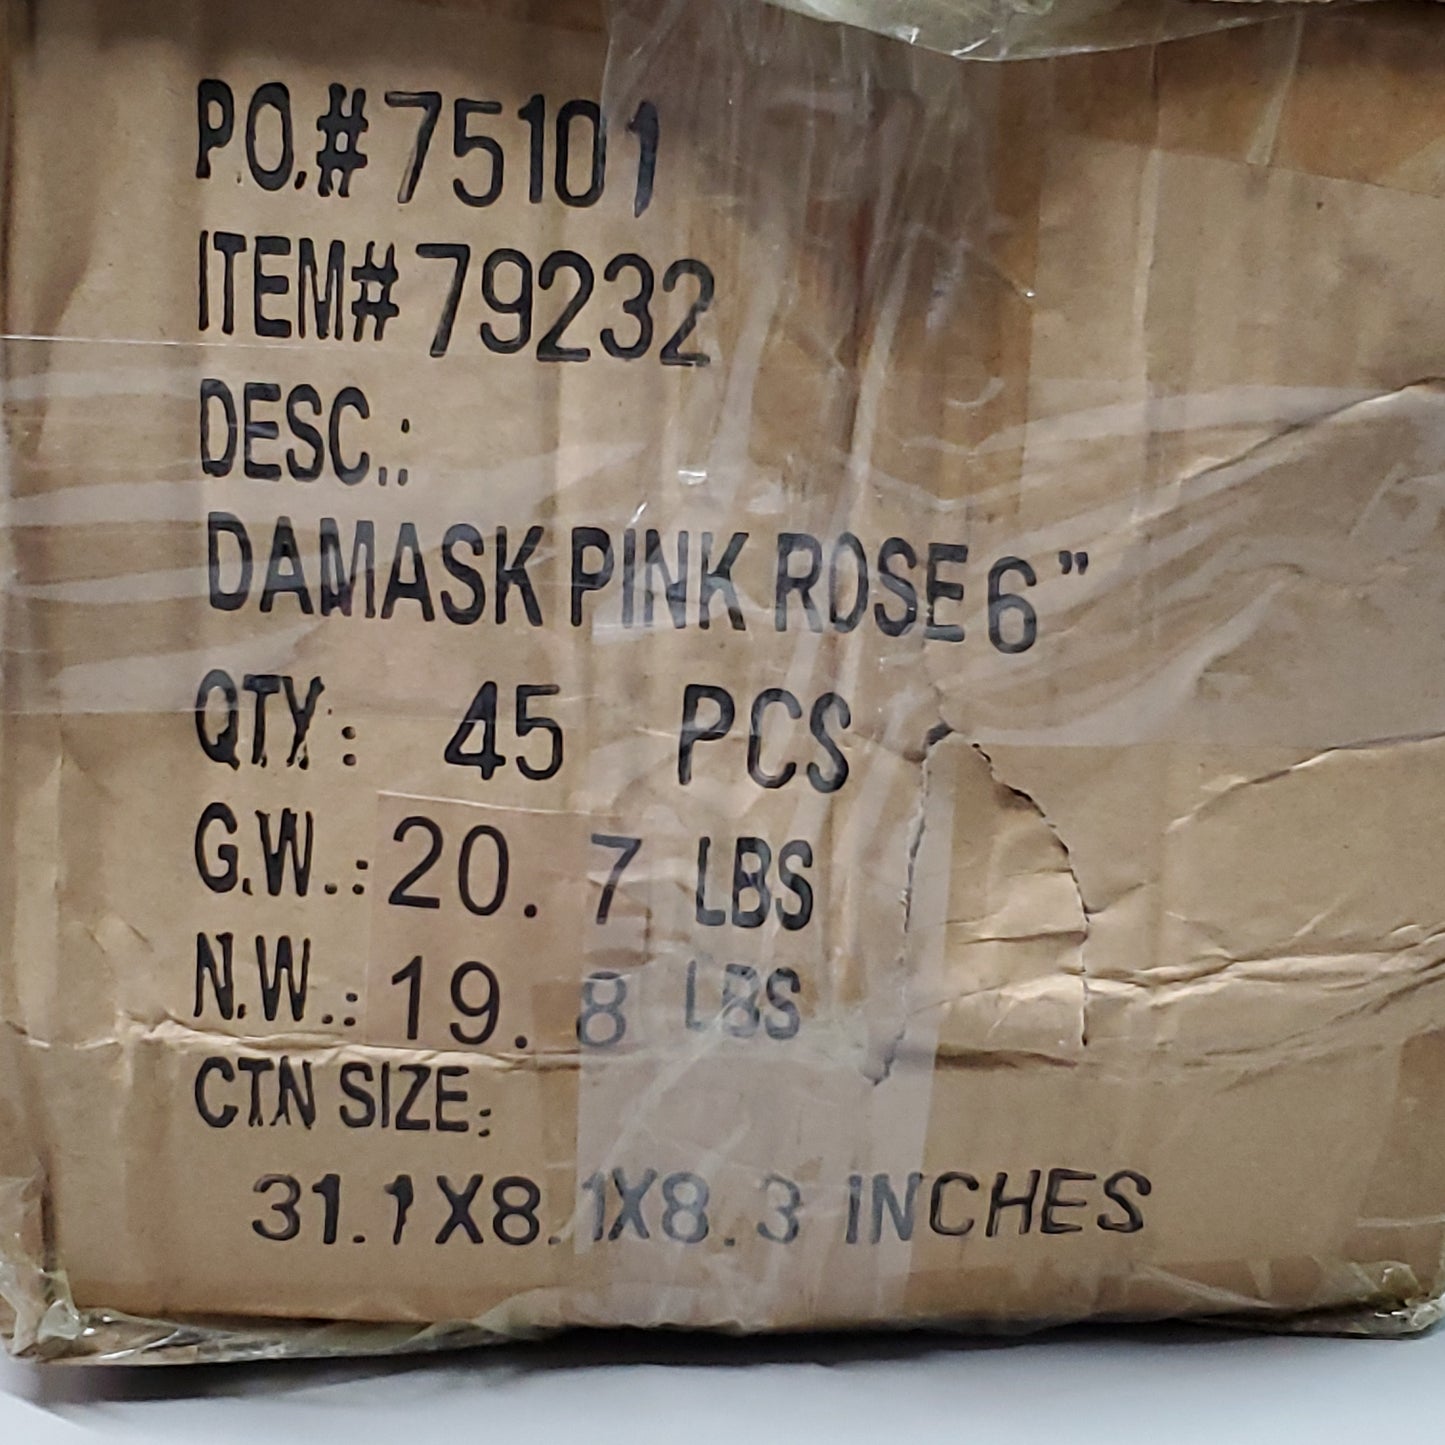 P.O.#75101
ITEM#79232
DESC.:
DAMASK PINK ROSE 6"
QTY: 45 PCS
G.W.: 20.7 LBS
N.W.: 19.8 LBS
CTN SIZE:
31.1X8.1X8.3 INCHES